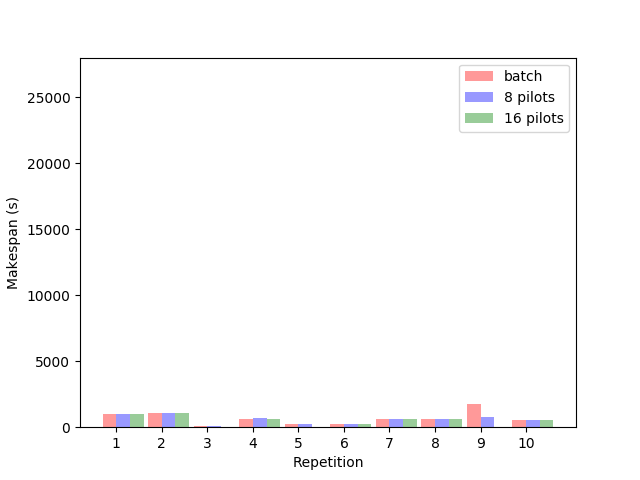 batch
8 pilots
16 pilots
25000
20000
15000
10000
5000
0
Makespan (s)
1 2 3 4 5 6 7 8 9 10
Repetition